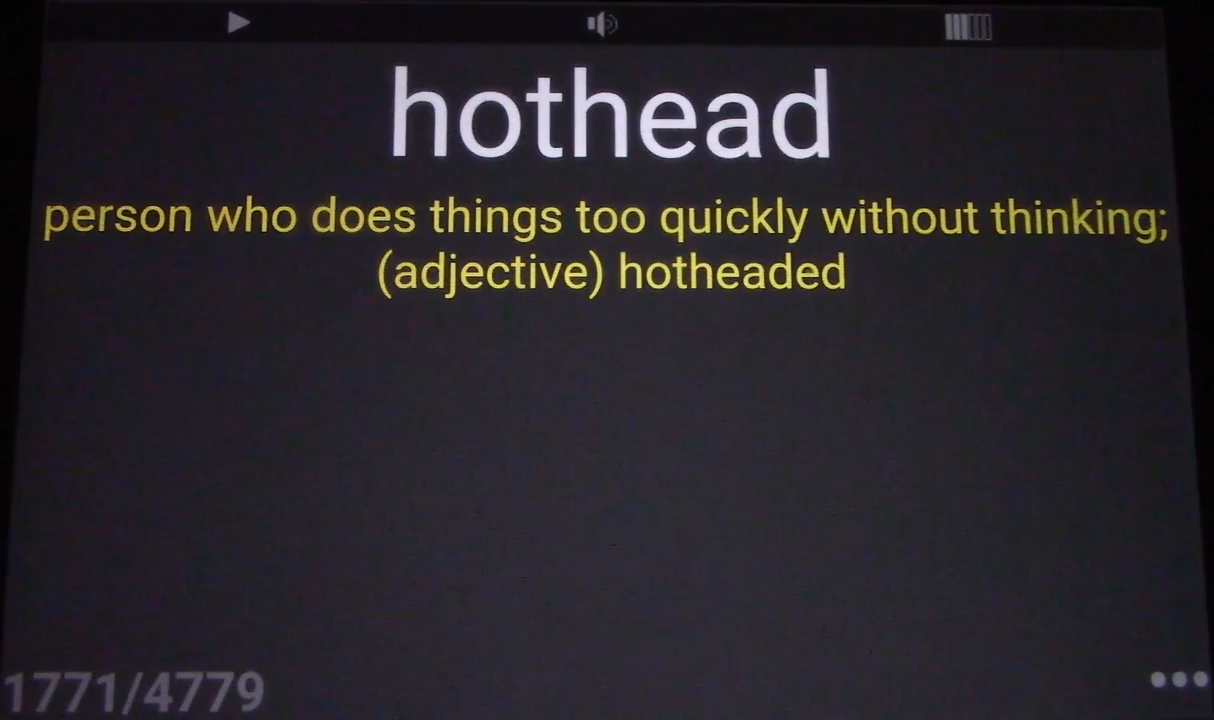 hothead
person who does things too quickly without thinking;
(adjective) hotheaded
1771/4779